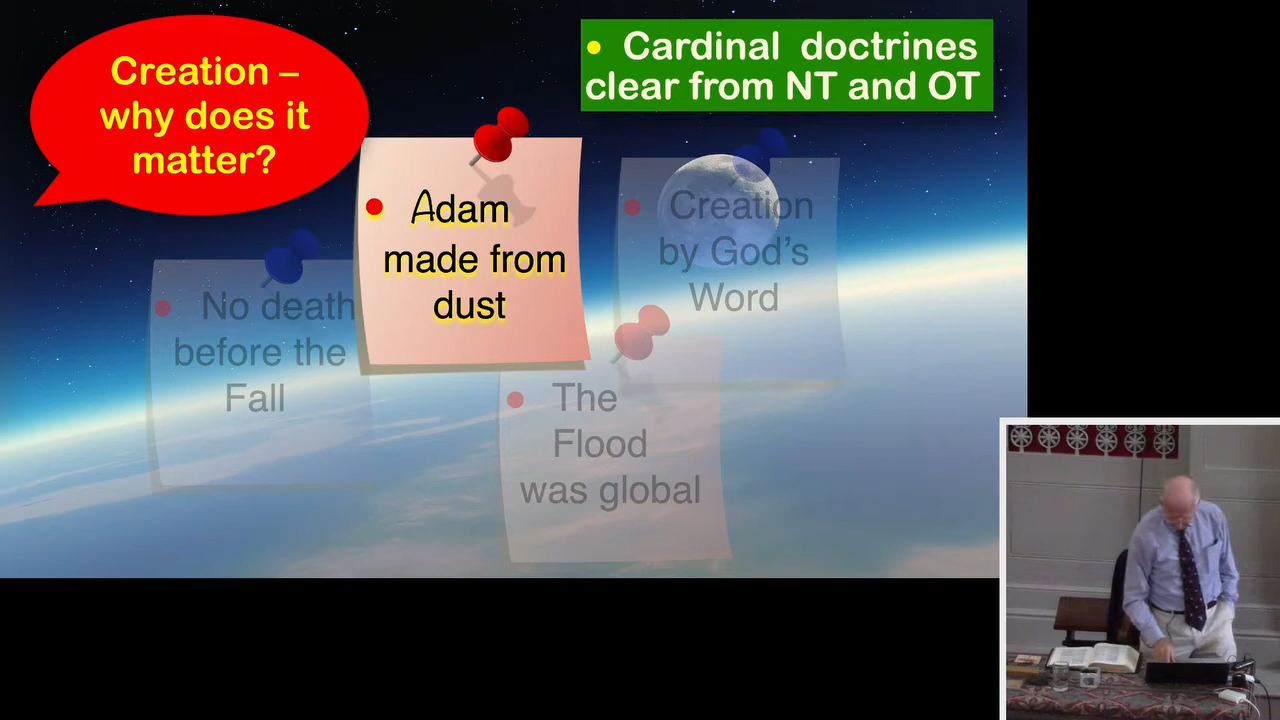 Creation –
why does it
matter?
• Cardinal doctrines
clear from NT and OT
• Adam
made from
dust
• Creation
by God's
Word
• No death
before the
Fall
• The
Flood
was global